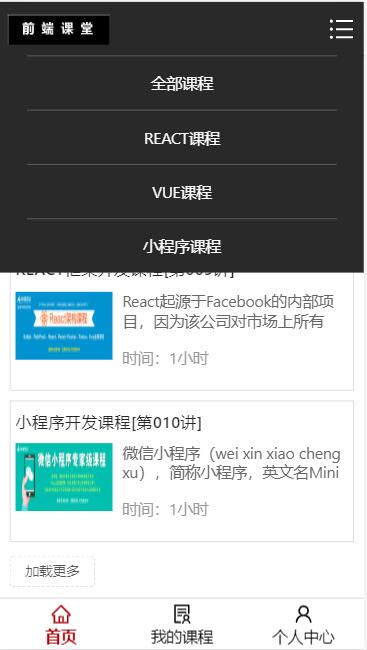 前端课堂
全部课程
REACT课程
VUE课程
小程序课程
REACT框架开发课程[第009讲]
React架构课程
React起源于Facebook的内部项
目，因为该公司对市场上所有
时间：1小时
小程序开发课程[第010讲]
微信小程序专家级课程
微信小程序（wei xin xiao cheng
xu），简称小程序，英文名Mini
时间：1小时
加载更多
首页 我的课程 个人中心